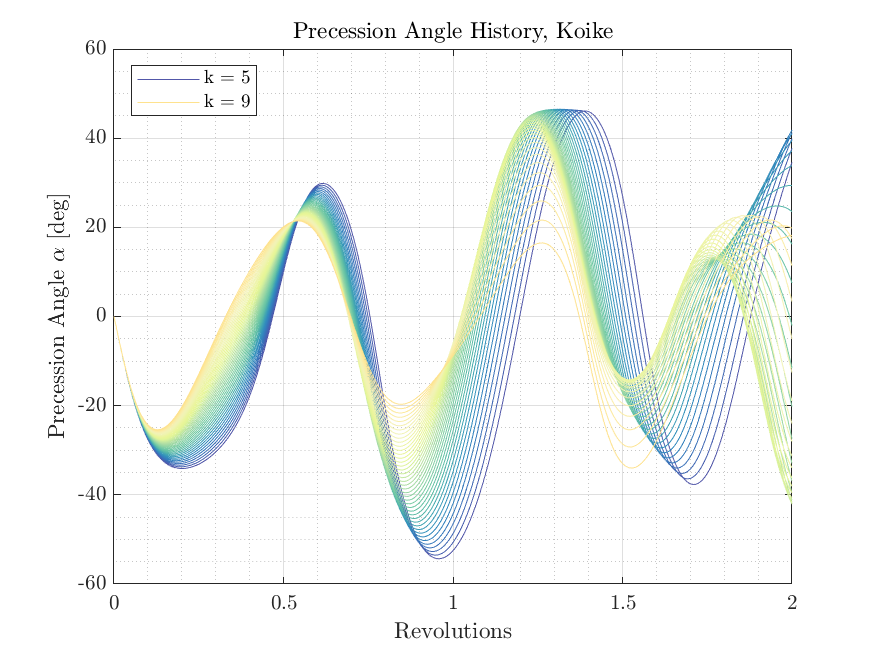 Precession Angle History, Koike
60
40
20
0
-20
-40
-60
Precession Angle α [deg]
k = 5
k = 9
0
0.5
1
1.5
2
Revolutions